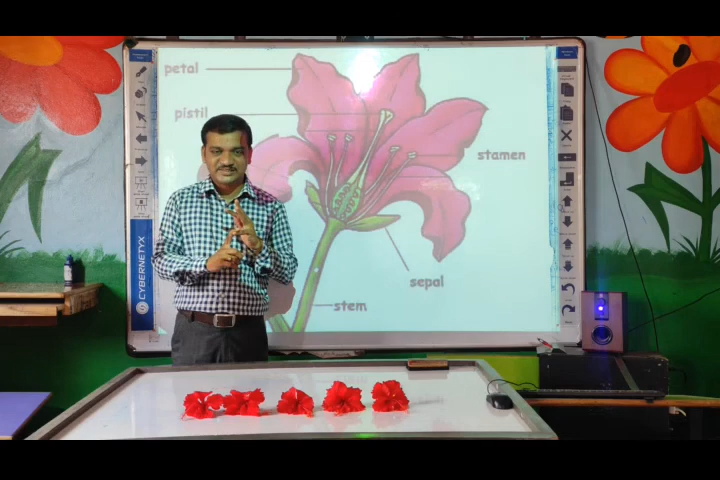 petal
pistil
stamen
sepal
stem
CYBERNETYX